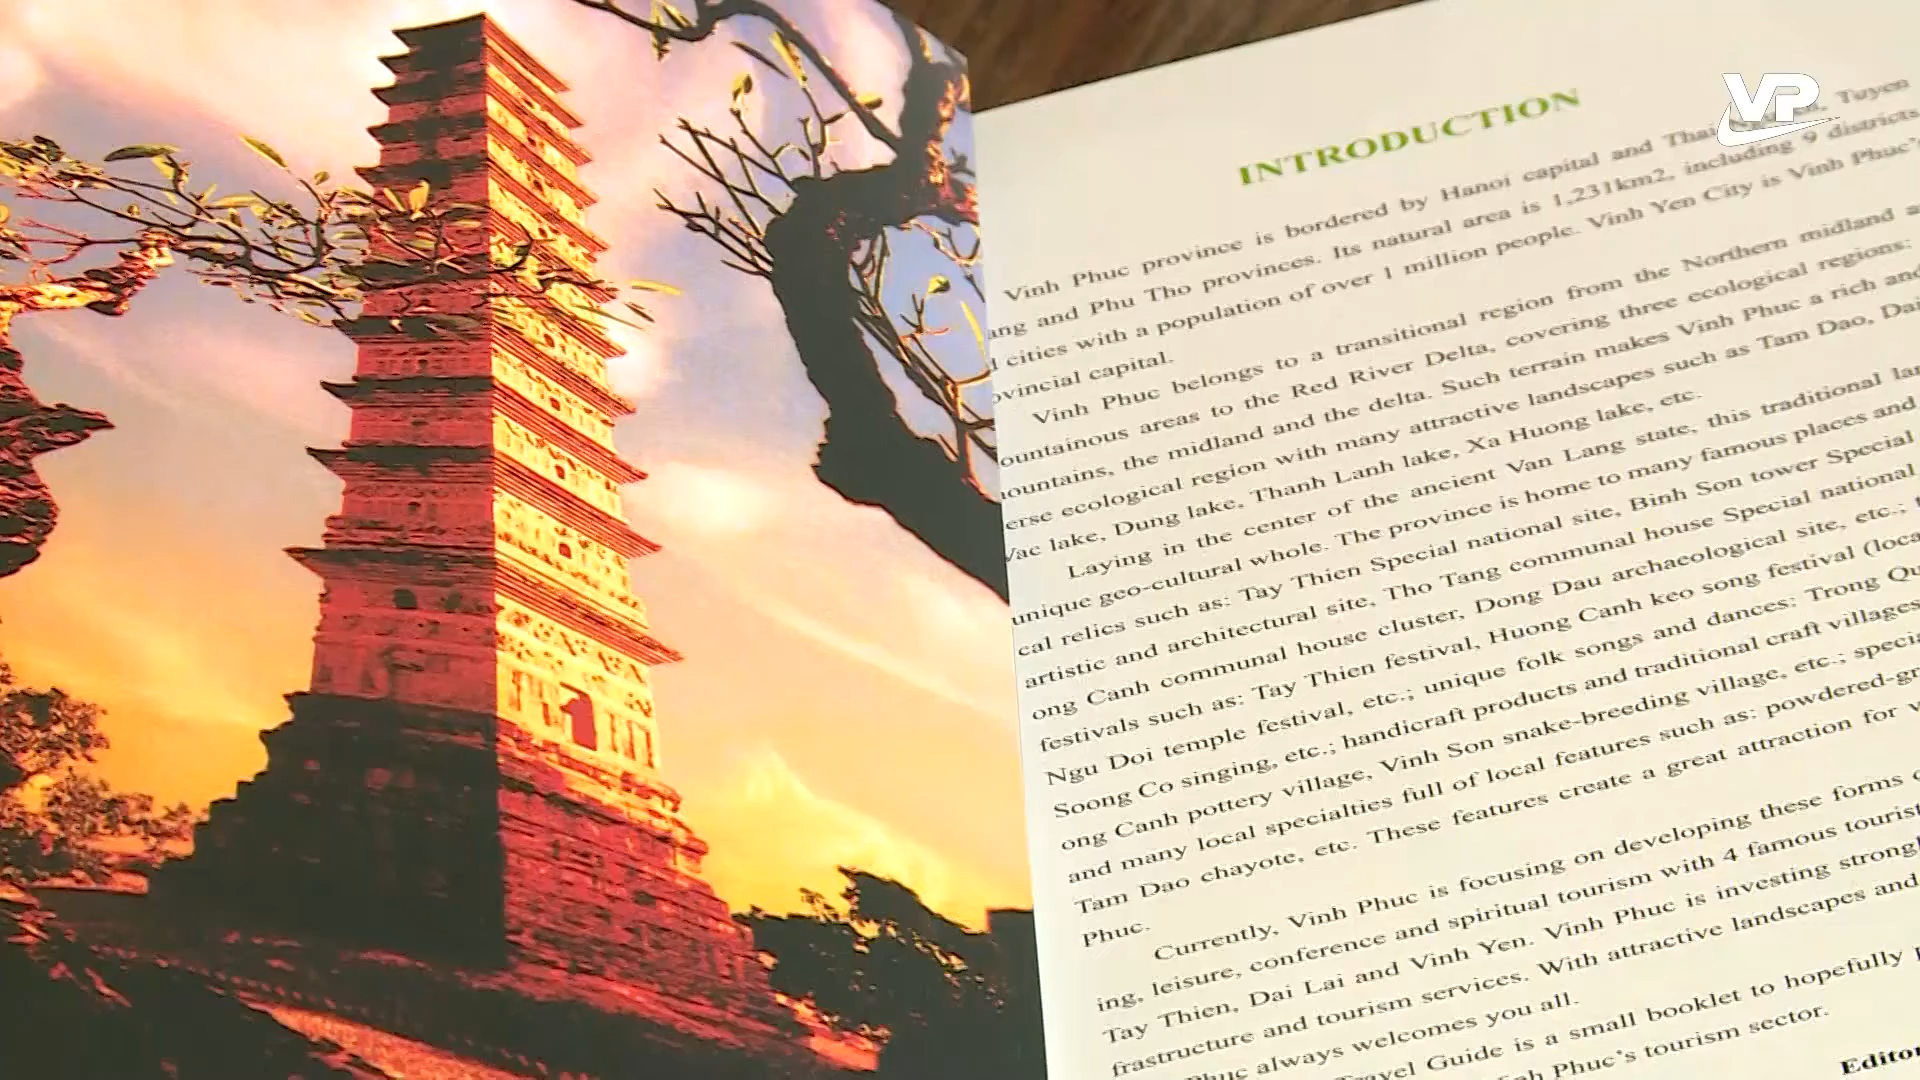 VP
INTRODUCTION
Vinh Phuc province is bordered by Hanoi capital and Thai Tuyen
and Phu Tho provinces. Its natural area is 1,231km2, including 9 districts
cities with a population of over 1 million people. Vinh Yen City is Vinh Phuc's
ovincial capital.
Vinh Phuc belongs to a transitional region from the Northern midland
ountainous areas to the Red River Delta, covering three ecological regions:
ountains, the midland and the delta. Such terrain makes Vinh Phuc a rich and
erse ecological region with many attractive landscapes such as Tam Dao, Dai
Vac lake, Dung lake, Thanh Lanh lake, Xa Huong lake, etc.
Laying in the center of the ancient Van Lang state, this traditional
unique geo-cultural whole. The province is home to many famous places and
cal relics such as: Tay Thien Special national site, Binh Son tower Special
artistic and architectural site, Tho Tang communal house Special national
ong Canh communal house cluster, Dong Dau archaeological site, etc.;
festivals such as: Tay Thien festival, Huong Canh keo song festival (loca
Ngu Doi temple festival, etc.; unique folk songs and dances: Trong Qu
Soong Co singing, etc.; handicraft products and traditional craft villages
ong Canh pottery village, Vinh Son snake-breeding village, etc.; specia
and many local specialties full of local features such as: powdered-gr
Tam Dao chayote, etc. These features create a great attraction for v
Phuc.
Currently, Vinh Phuc is focusing on developing these forms
ing, leisure, conference and spiritual tourism with 4 famous tourist
Tay Thien, Dai Lai and Vinh Yen. Vinh Phuc is investing strongl
frastructure and tourism services. With attractive landscapes and
Phuc always welcomes you all.
Travel Guide is a small booklet to hopefully
Vinh Phuc's tourism sector.
Editor